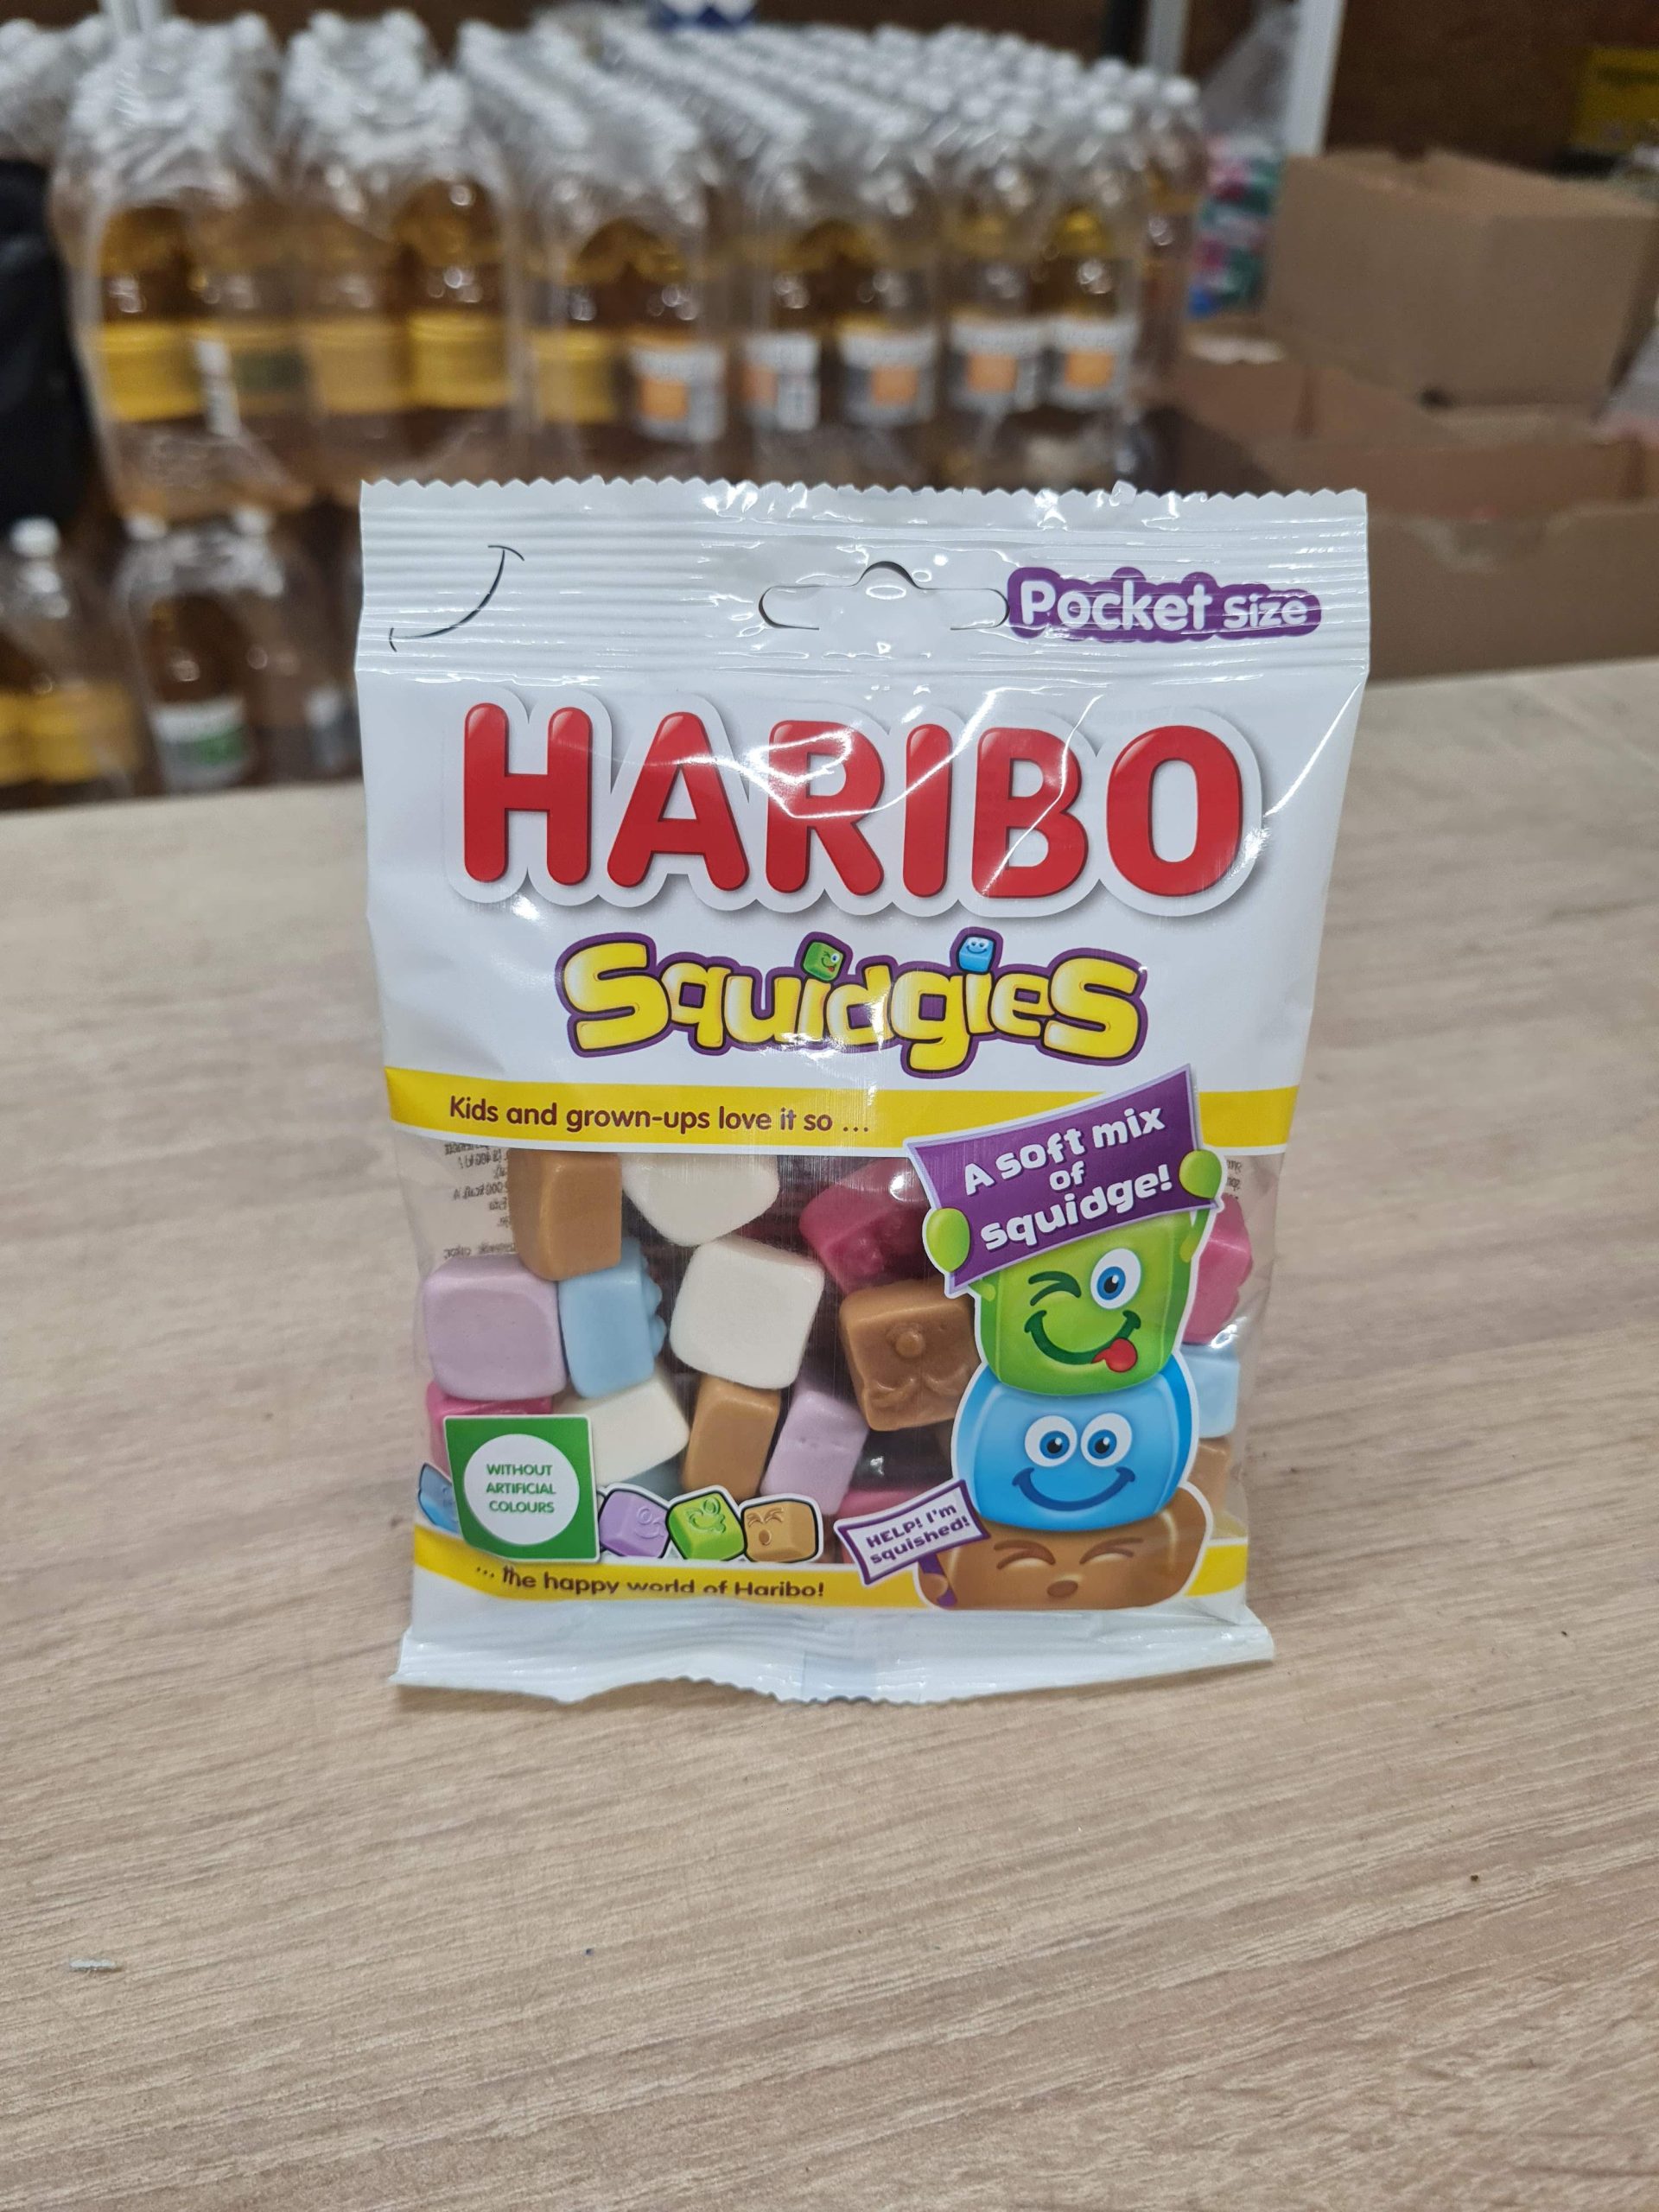 Pocket Size
HARIBO
Squidgies
Kids and grown-ups love it so ...
A soft mix
of
squidge!
WITHOUT
ARTIFICIAL
COLOURS
HELP! I'm
squished!
... the happy world of Haribo!